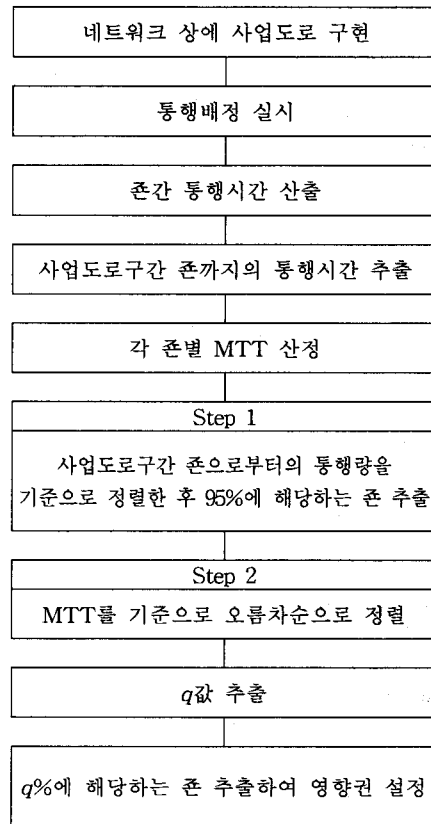 네트워크 상에 사업도로 구현
통행배정 실시
죤간 통행시간 산출
사업도로구간 죤까지의 통행시간 추출
각 죤별 MTT 산정
Step 1
사업도로구간 죤으로부터의 통행량을
기준으로 정렬한 후 95%에 해당하는 죤 추출
Step 2
MTT를 기준으로 오름차순으로 정렬
q값 추출
q%에 해당하는 죤 추출하여 영향권 설정